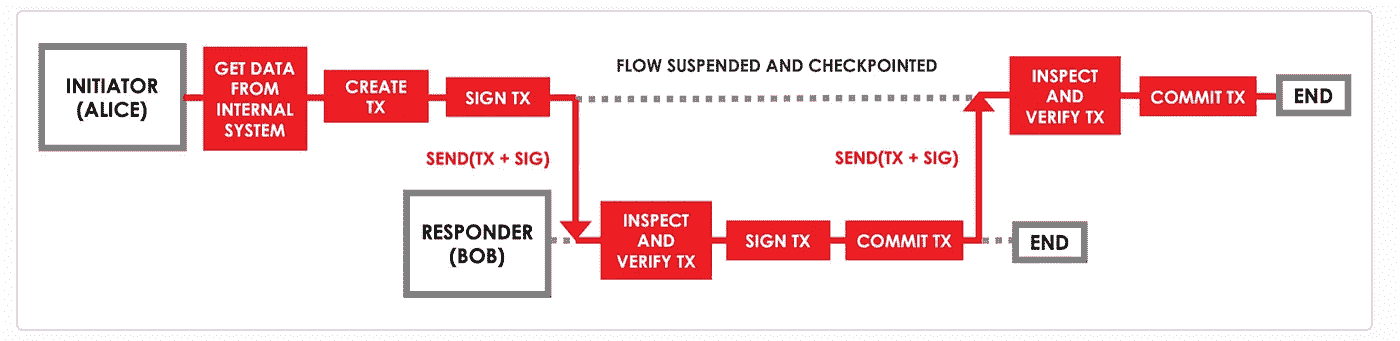 INITIATOR
(ALICE)
GET DATA
FROM
INTERNAL
SYSTEM
CREATE
TX
SIGN TX
FLOW SUSPENDED AND CHECKPOINTED
INSPECT
AND
VERIFY TX
COMMIT TX
END
SEND(TX + SIG)
SEND(TX + SIG)
RESPONDER
(BOB)
INSPECT
AND
VERIFY TX
SIGN TX
COMMIT TX
END